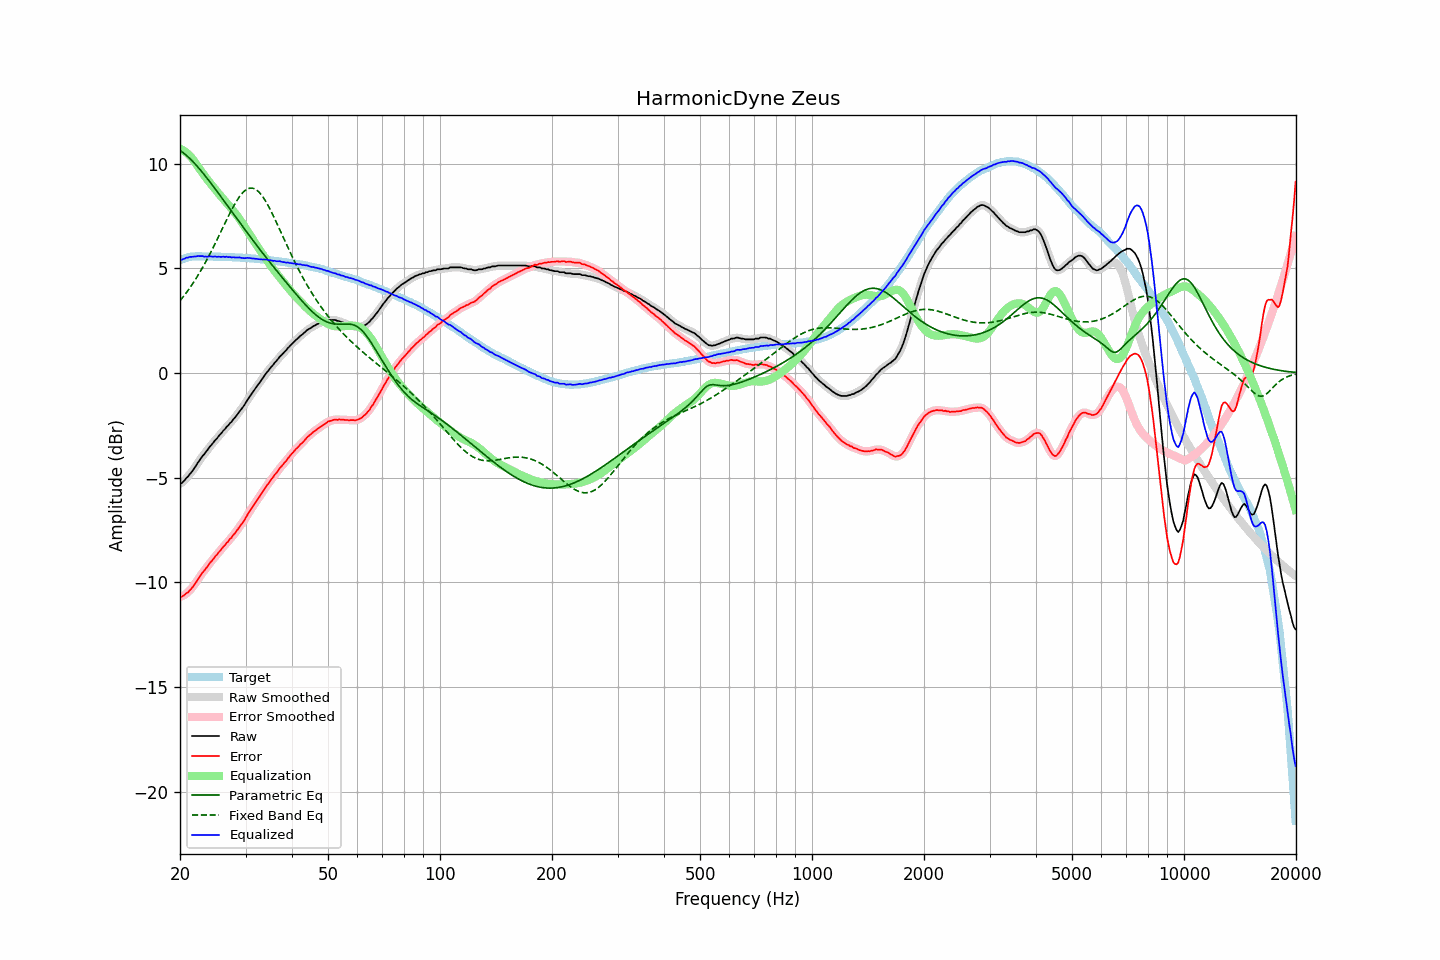 HarmonicDyne Zeus
Amplitude (dBr)
10
5
0
−5
−10
−15
−20
Target
Raw Smoothed
Error Smoothed
Raw
Error
Equalization
Parametric Eq
Fixed Band Eq
Equalized
20 50 100 200 500 1000 2000 5000 10000 20000
Frequency (Hz)